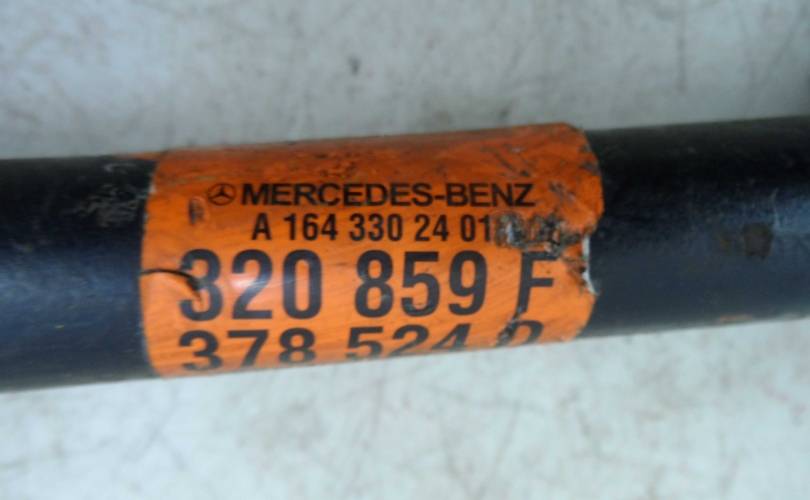 MERCEDES-BENZ
A 164 330 24 01
320 859 F
378 524